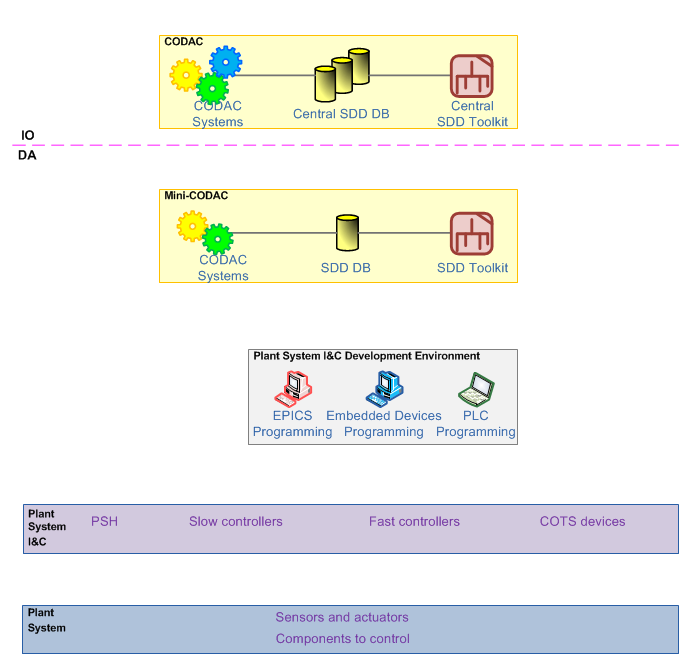 CODAC
CODAC
Systems
Central SDD DB
Central
SDD Toolkit
IO
DA
Mini-CODAC
CODAC
Systems
SDD DB
SDD Toolkit
Plant System I&C Development Environment
EPICS
Programming
Embedded Devices
Programming
PLC
Programming
Plant
System
I&C
PSH
Slow controllers
Fast controllers
COTS devices
Plant
System
Sensors and actuators
Components to control